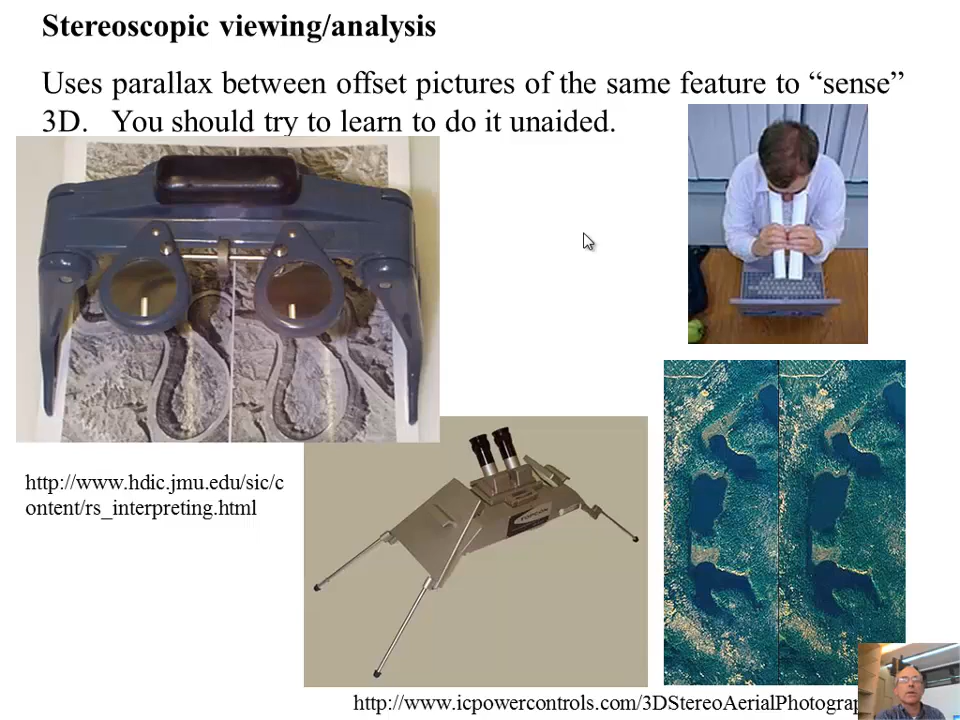 Stereoscopic viewing/analysis
Uses parallax between offset pictures of the same feature to “sense”
3D. You should try to learn to do it unaided.
http://www.hdic.jmu.edu/sic/c
ontent/rs_interpreting.html
TOPCON
http://www.icpowercontrols.com/3DStereoAerialPhotograp